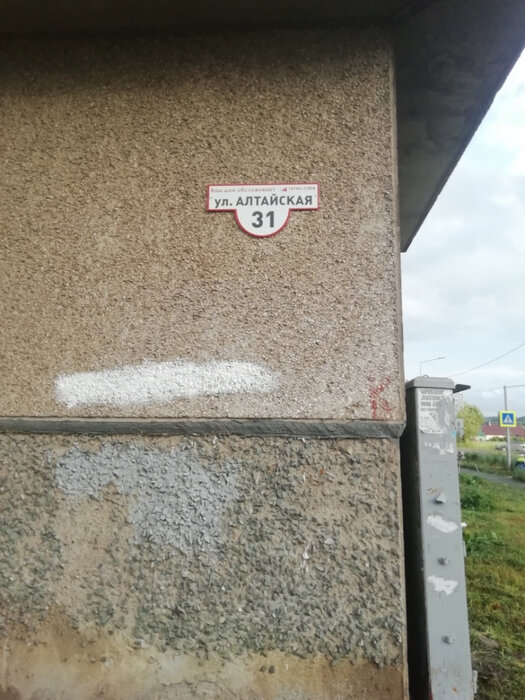 Ваш дом обслуживает
ул. АЛТАЙСКАЯ
31
К